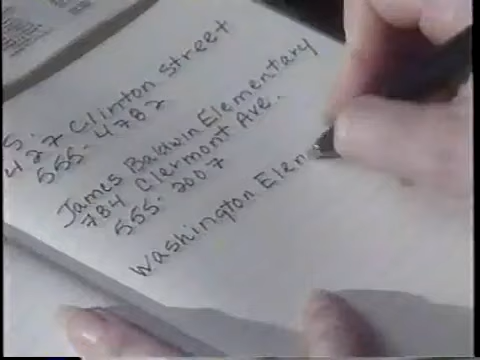 S.
427 Clinton Street
555-4782
James Baldwin Elementary
784 Clermont Ave.
555-2007
Washington Elem